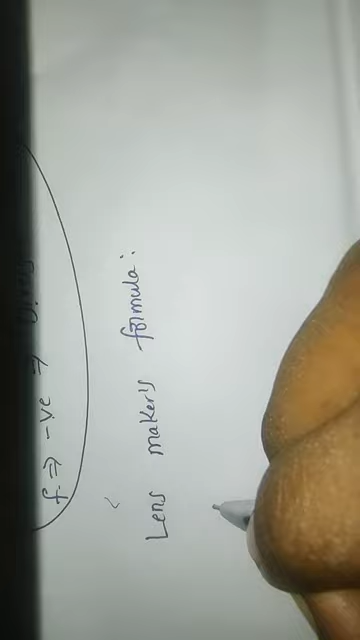 f ⇒ -ve ⇒
Lens maker's formula: